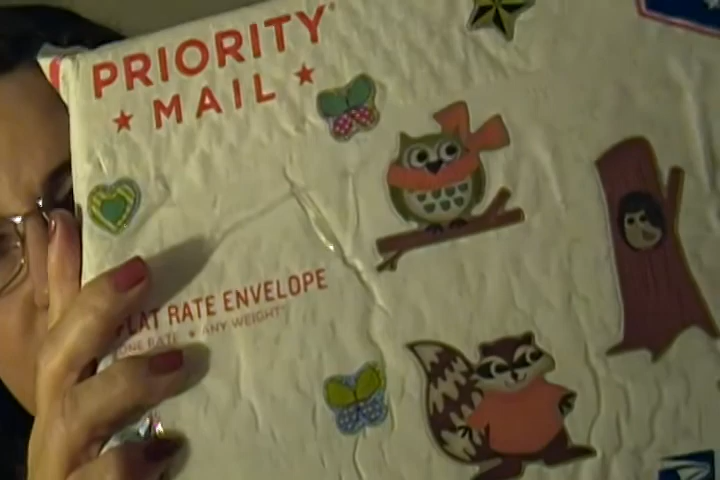 PRIORITY
★ MAIL ★
FLAT RATE ENVELOPE
ONE RATE ★ ANY WEIGHT